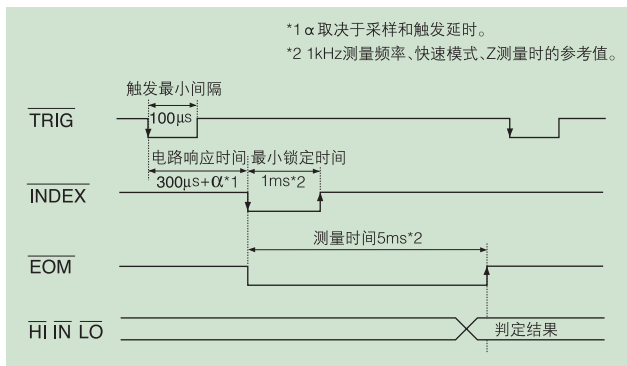 *1 α取决于采样和触发延时。
*2 1kHz测量频率、快速模式、Z测量时的参考值。
触发最小间隔
TRIG
100μs
电路响应时间 最小锁定时间
300μs+α*1 1ms*2
INDEX
测量时间5ms*2
EOM
HI IN LO 判定结果